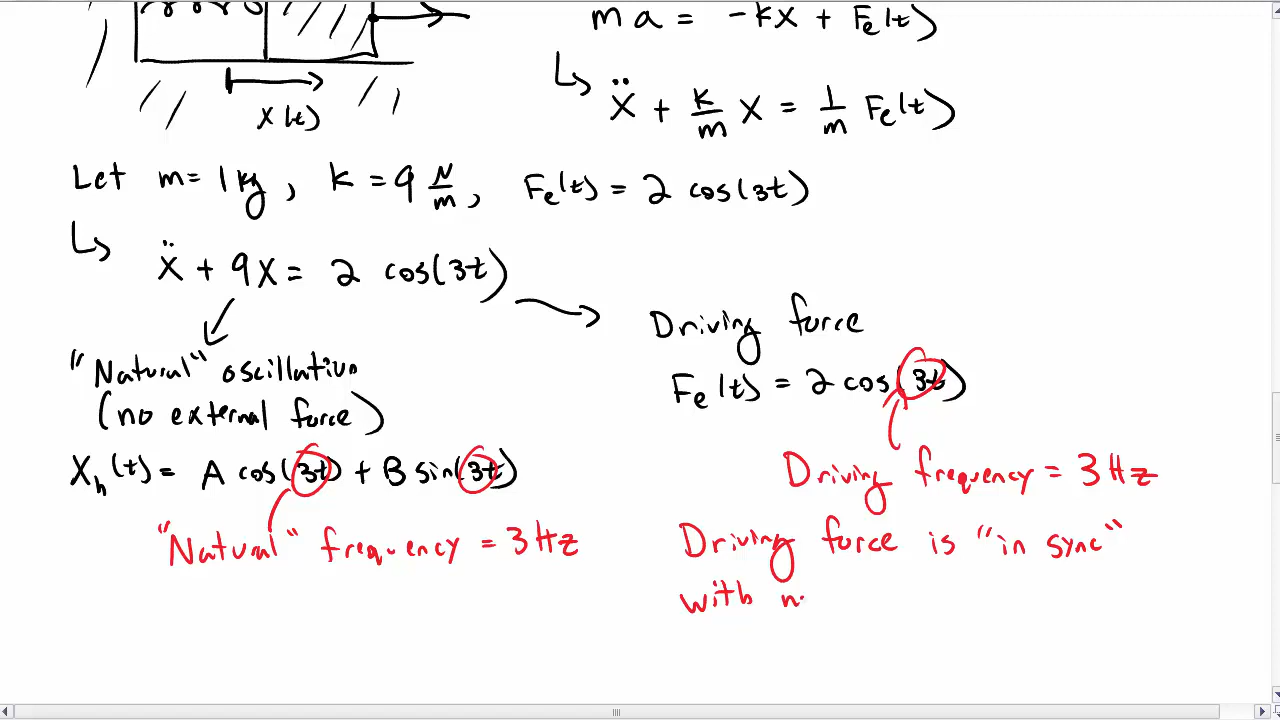 m a = -kx + Fe(t)
x(t)
↳ ẍ + k/m x = 1/m Fe(t)
Let m = 1 kg, k = 9 N/m, Fe(t) = 2 cos(3t)
↳ ẍ + 9x = 2 cos(3t)
Driving force
"Natural" oscillation
Fe(t) = 2 cos(3t)
(no external force)
Xh(t) = A cos(3t) + B sin(3t)
Driving frequency = 3 Hz
"Natural" frequency = 3 Hz
Driving force is "in sync"
with n